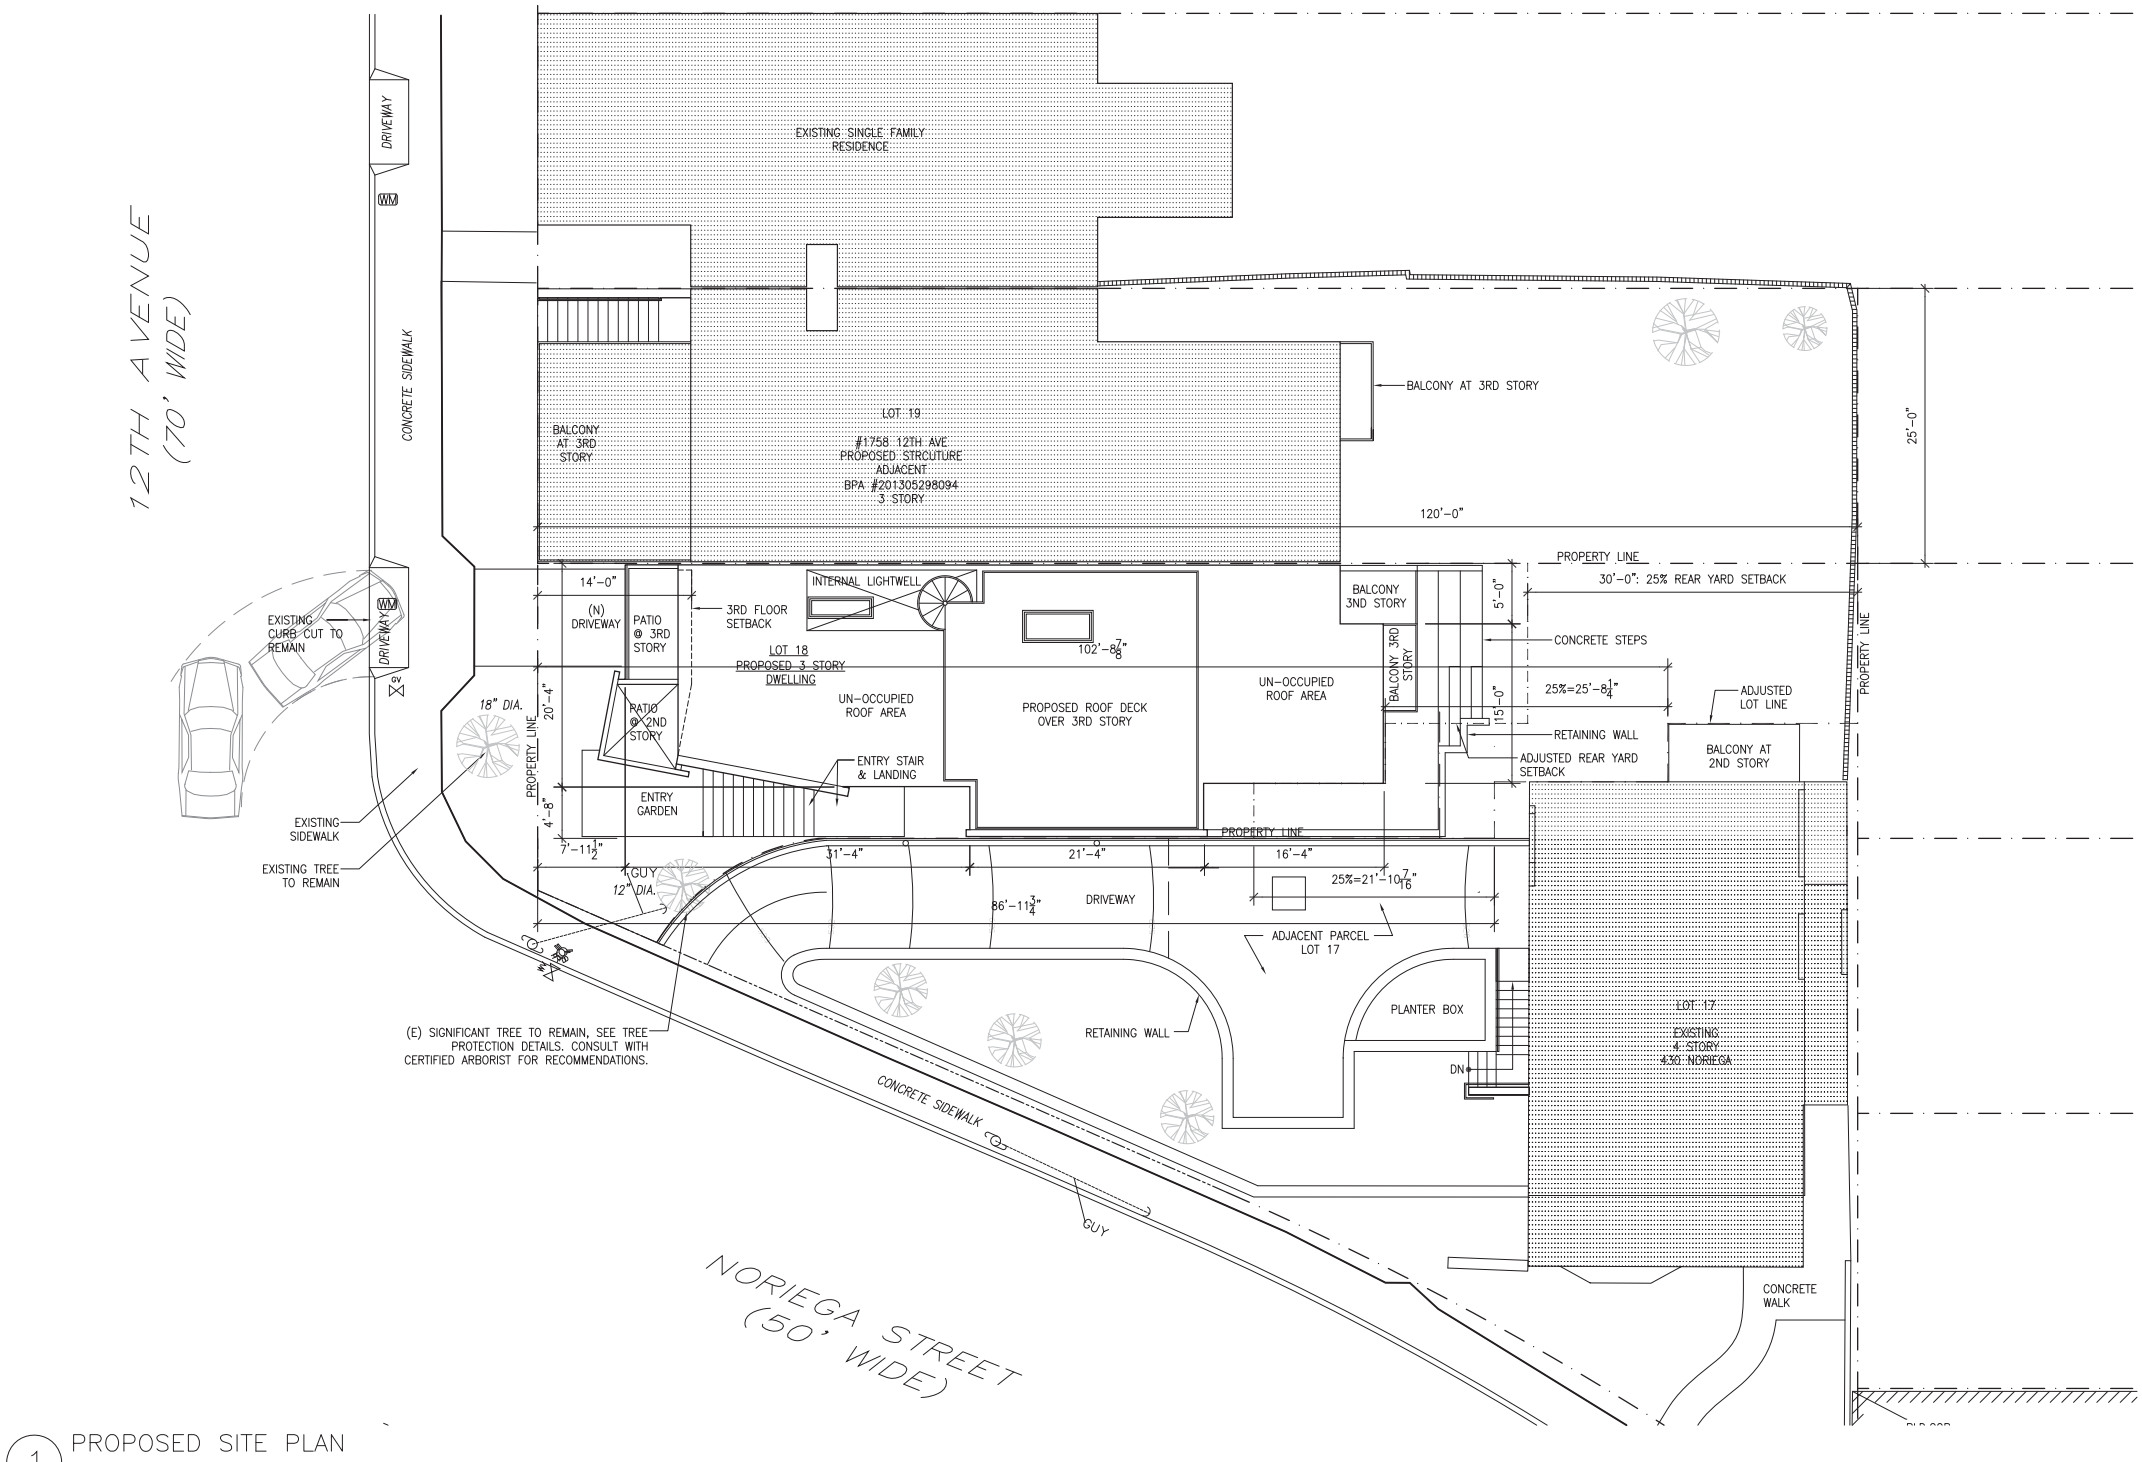 12TH AVENUE
(70' WIDE)
DRIVEWAY
WM
CONCRETE SIDEWALK
EXISTING SINGLE FAMILY
RESIDENCE
BALCONY AT 3RD STORY
25'-0"
BALCONY
AT 3RD
STORY
LOT 19
#1758 12TH AVE
PROPOSED STRCUTURE
ADJACENT
BPA #201305298094
3 STORY
120'-0"
PROPERTY LINE
30'-0": 25% REAR YARD SETBACK
PROPERTY LINE
WM
DRIVEWAY
GV
EXISTING
CURB CUT TO
REMAIN
14'-0"
(N)
DRIVEWAY
PATIO
@ 3RD
STORY
3RD FLOOR
SETBACK
INTERNAL LIGHTWELL
LOT 18
PROPOSED 3 STORY
DWELLING
UN-OCCUPIED
ROOF AREA
102'-8 7/8"
PROPOSED ROOF DECK
OVER 3RD STORY
UN-OCCUPIED
ROOF AREA
BALCONY
3ND STORY
BALCONY 3RD
STORY
5'-0"
15'-0"
CONCRETE STEPS
25%=25'-8 1/4"
ADJUSTED
LOT LINE
RETAINING WALL
ADJUSTED REAR YARD
SETBACK
BALCONY AT
2ND STORY
18" DIA.
PROPERTY LINE
20'-4"
PATIO
@ 2ND
STORY
ENTRY STAIR
& LANDING
ENTRY
GARDEN
4'-8"
EXISTING
SIDEWALK
EXISTING TREE
TO REMAIN
PROPERTY LINE
7'-11 1/2"
31'-4"
21'-4"
16'-4"
GUY
12" DIA.
25%=21'-10 7/16"
86'-11 3/4"
DRIVEWAY
ADJACENT PARCEL
LOT 17
WV
(E) SIGNIFICANT TREE TO REMAIN, SEE TREE
PROTECTION DETAILS. CONSULT WITH
CERTIFIED ARBORIST FOR RECOMMENDATIONS.
RETAINING WALL
PLANTER BOX
DN
LOT 17
EXISTING
4 STORY
430 NORIEGA
CONCRETE SIDEWALK
GUY
NORIEGA STREET
(50' WIDE)
CONCRETE
WALK
1
PROPOSED SITE PLAN